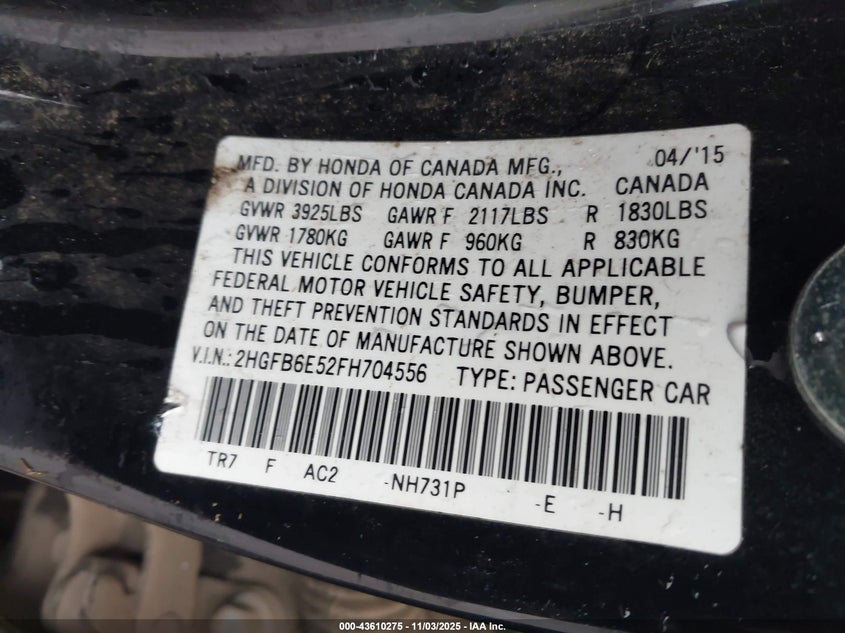 MFD. BY HONDA OF CANADA MFG., 04/'15
A DIVISION OF HONDA CANADA INC. CANADA
GVWR 3925LBS GAWR F 2117LBS R 1830LBS
GVWR 1780KG GAWR F 960KG R 830KG
THIS VEHICLE CONFORMS TO ALL APPLICABLE
FEDERAL MOTOR VEHICLE SAFETY, BUMPER,
AND THEFT PREVENTION STANDARDS IN EFFECT
ON THE DATE OF MANUFACTURE SHOWN ABOVE.
V.I.N.: 2HGFB6E52FH704556 TYPE: PASSENGER CAR
TR7 F AC2 -NH731P -E -H
000-43610275 - 11/03/2025 - IAA Inc.